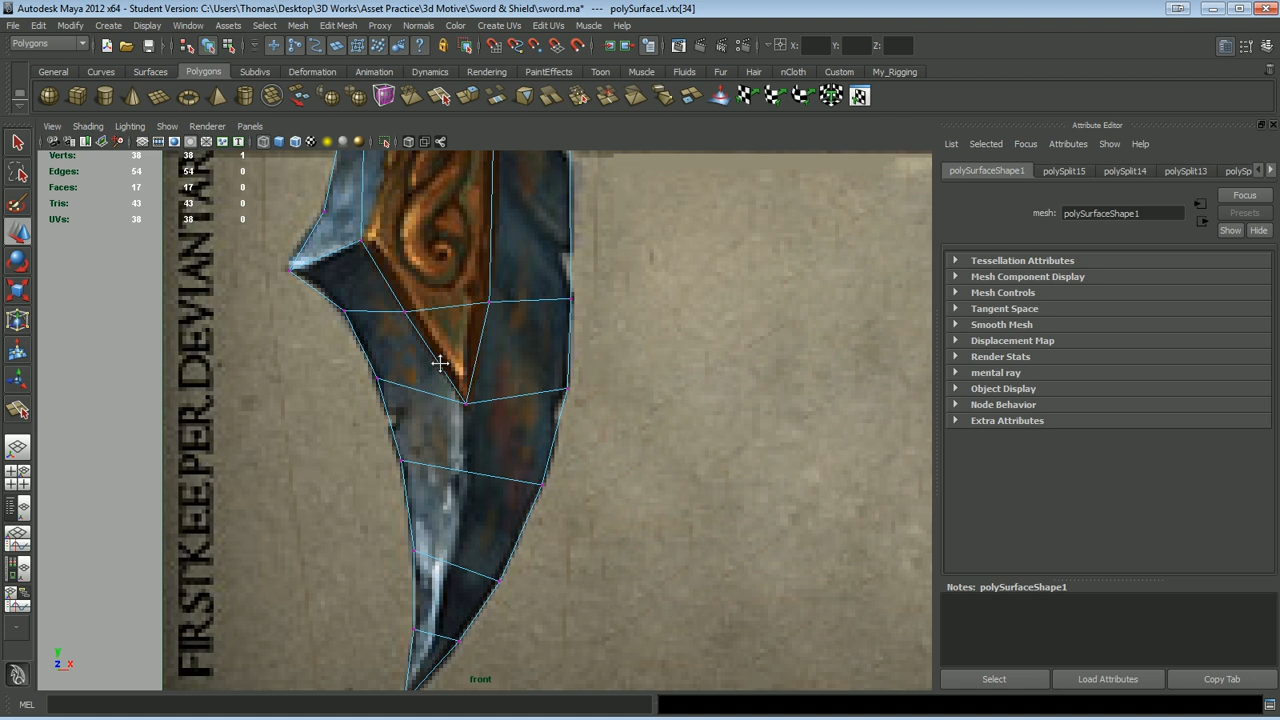 Autodesk Maya 2012 x64 - Student Version: C:\Users\Thomas\Desktop\3D Works\Asset Practice\3d Motive\Sword & Shield\sword.ma* --- polySurface1.vtx[34]
File Edit Modify Create Display Window Assets Select Mesh Edit Mesh Proxy Normals Color Create UVs Edit UVs Muscle Help
Polygons X: Y: Z:
General Curves Surfaces Polygons Subdivs Deformation Animation Dynamics Rendering PaintEffects Toon Muscle Fluids Fur Hair nCloth Custom My_Rigging
View Shading Lighting Show Renderer Panels
Attribute Editor
List Selected Focus Attributes Show Help
polySurfaceShape1 polySplit15 polySplit14 polySplit13 polySp
Verts: 38 38 1
Edges: 54 54 0
Faces: 17 17 0
Tris: 43 43 0
UVs: 38 38 0
Focus
mesh: polySurfaceShape1 Presets
Show Hide
Tessellation Attributes
Mesh Component Display
Mesh Controls
Tangent Space
Smooth Mesh
Displacement Map
Render Stats
mental ray
Object Display
Node Behavior
Extra Attributes
FIRSTKEEPER.DEVIANTAR
Notes: polySurfaceShape1
y
z x
front
Select Load Attributes Copy Tab
MEL